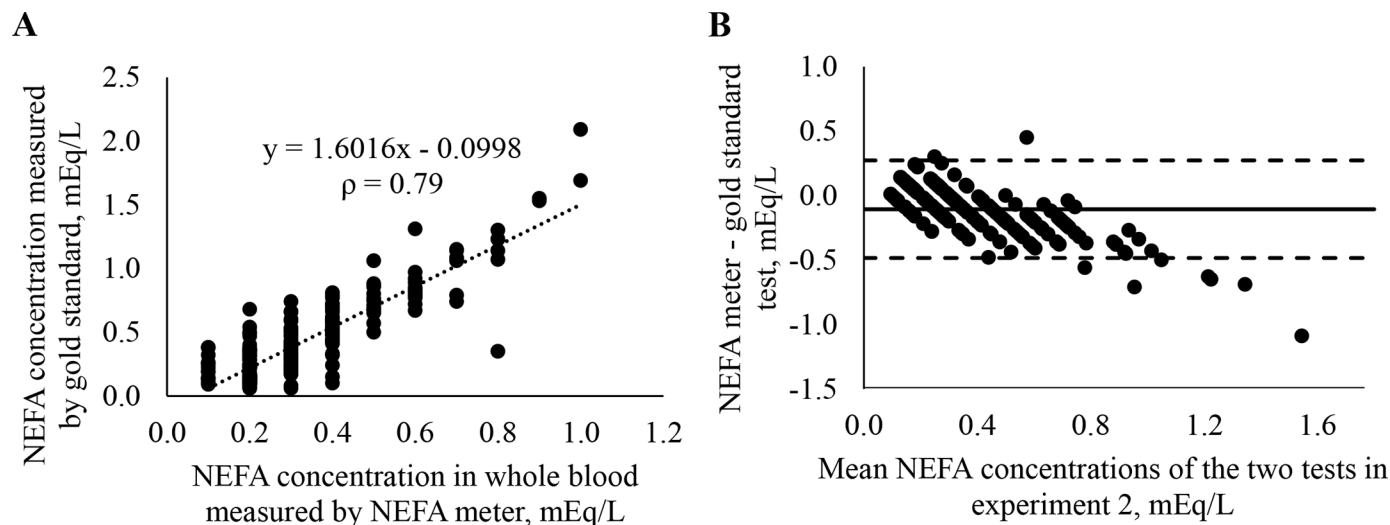 A
NEFA concentration measured
by gold standard, mEq/L
2.5
2.0
1.5
1.0
0.5
0.0
y = 1.6016x - 0.0998
ρ = 0.79
0.0 0.2 0.4 0.6 0.8 1.0 1.2
NEFA concentration in whole blood
measured by NEFA meter, mEq/L
B
NEFA meter - gold standard
test, mEq/L
1.0
0.5
0.0
-0.5
-1.0
-1.5
0.0 0.4 0.8 1.2 1.6
Mean NEFA concentrations of the two tests in
experiment 2, mEq/L